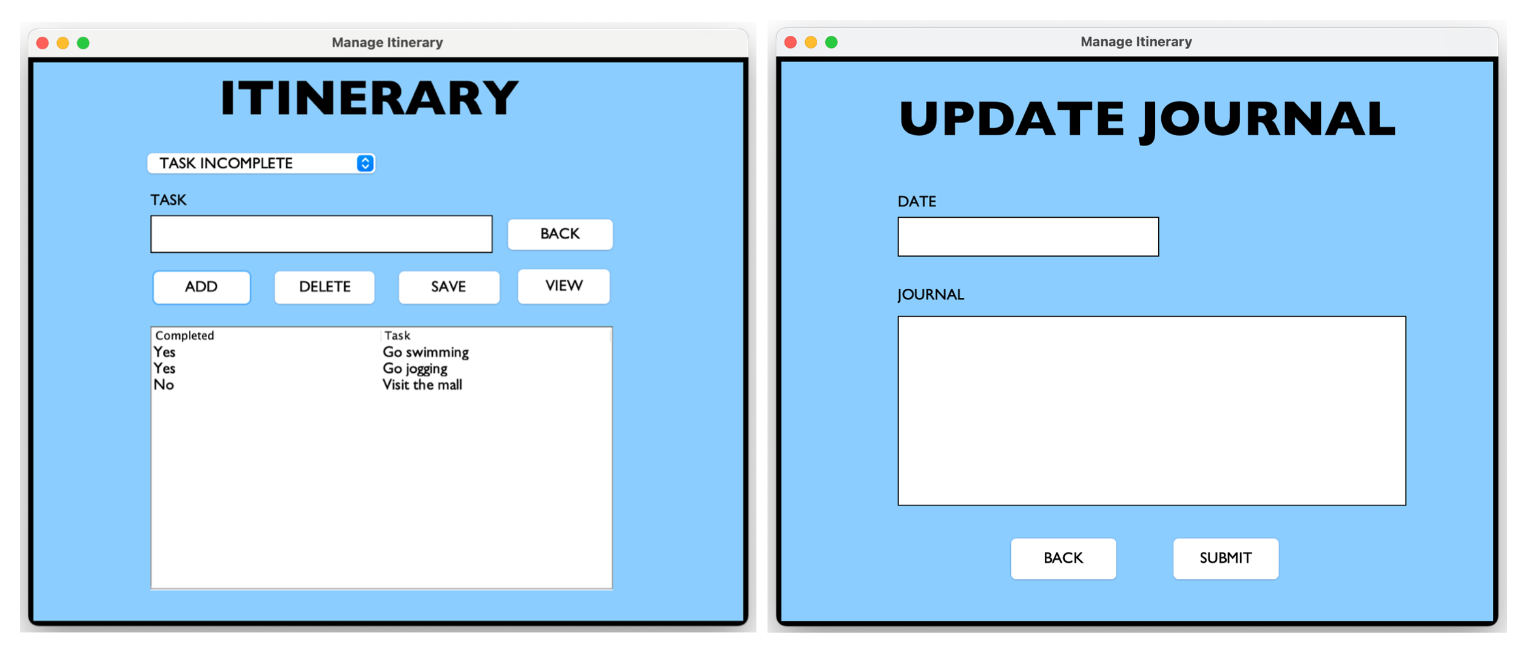 Manage Itinerary
ITINERARY
TASK INCOMPLETE
TASK
BACK
ADD DELETE SAVE VIEW
Completed Task
Yes Go swimming
Yes Go jogging
No Visit the mall
Manage Itinerary
UPDATE JOURNAL
DATE
JOURNAL
BACK SUBMIT